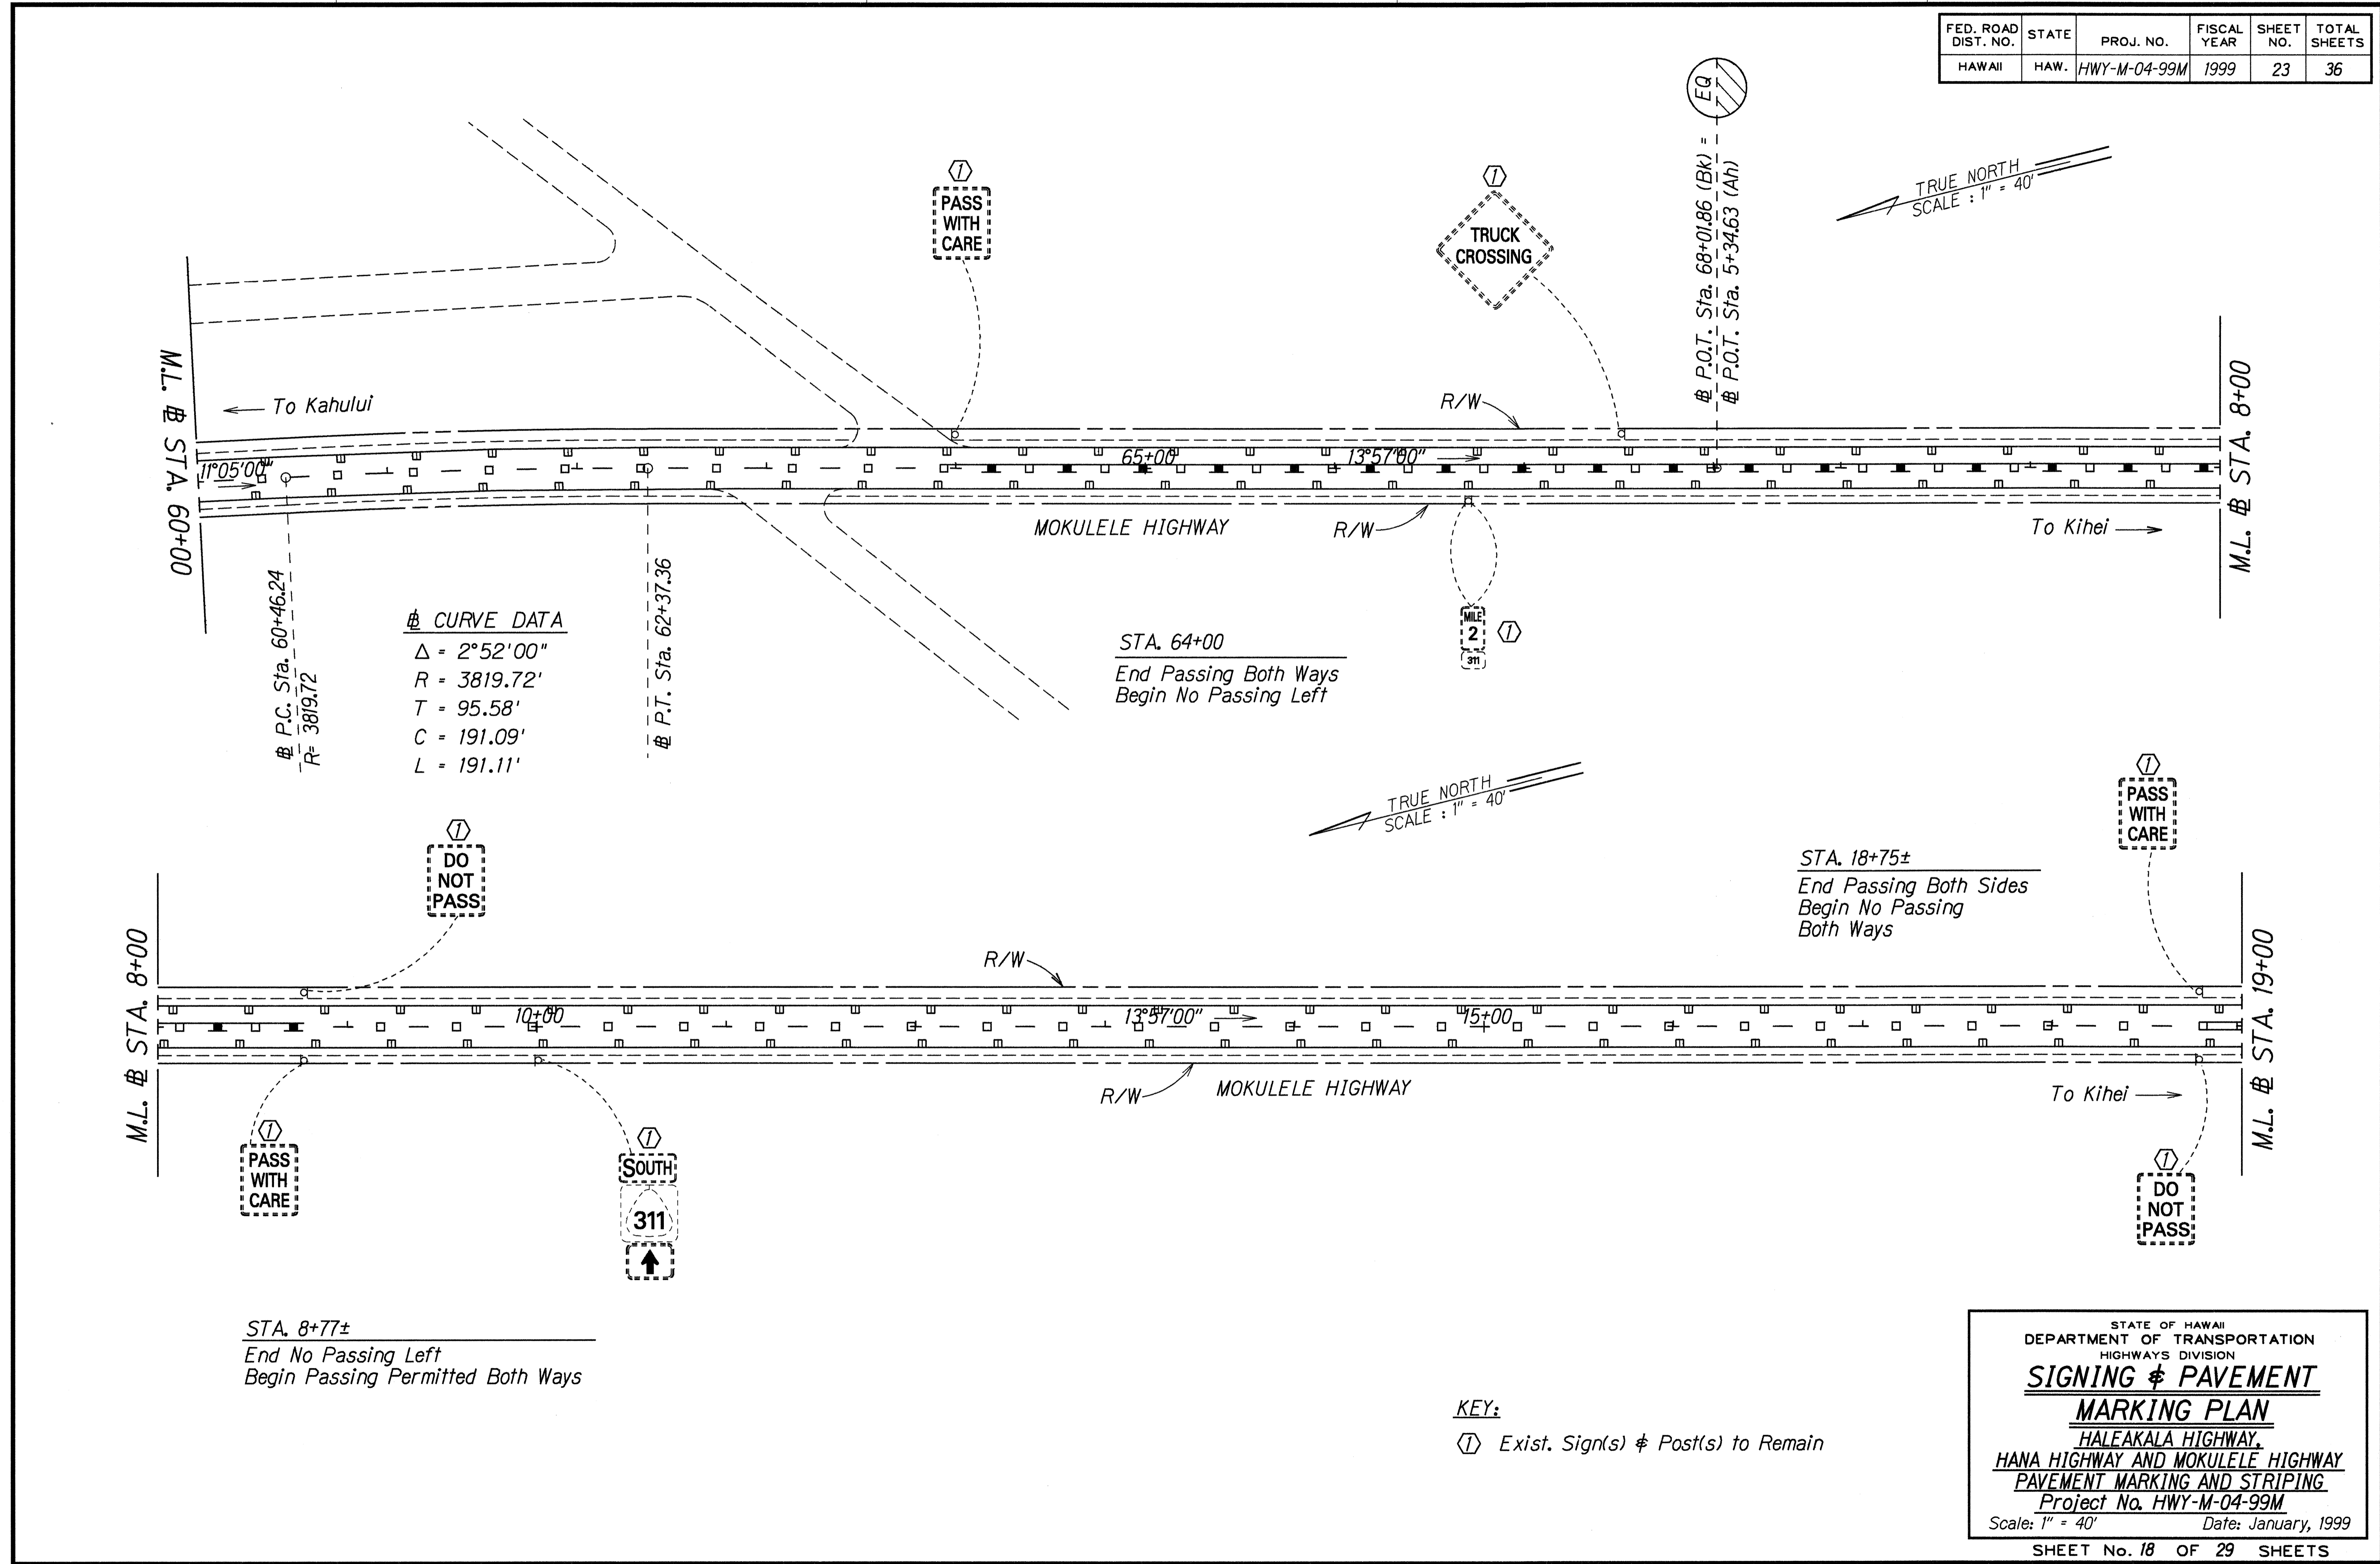 FED. ROAD DIST. NO. STATE PROJ. NO. FISCAL YEAR SHEET NO. TOTAL SHEETS
HAWAII HAW. HWY-M-04-99M 1999 23 36
EQ
℄ P.O.T. Sta. 68+01.86 (Bk) =
℄ P.O.T. Sta. 5+34.63 (Ah)
TRUE NORTH
SCALE : 1" = 40'
1
PASS
WITH
CARE
1
TRUCK
CROSSING
M.L. ℄ STA. 60+00
← To Kahului
R/W
M.L. ℄ STA. 8+00
11°05'00"
65+00
13°57'00"
MOKULELE HIGHWAY
R/W
To Kihei →
℄ P.C. Sta. 60+46.24
R= 3819.72
℄ CURVE DATA
Δ = 2°52'00"
R = 3819.72'
T = 95.58'
C = 191.09'
L = 191.11'
℄ P.T. Sta. 62+37.36
STA. 64+00
End Passing Both Ways
Begin No Passing Left
MILE
2
311
1
TRUE NORTH
SCALE : 1" = 40'
1
DO
NOT
PASS
STA. 18+75±
End Passing Both Sides
Begin No Passing
Both Ways
1
PASS
WITH
CARE
M.L. ℄ STA. 8+00
R/W
M.L. ℄ STA. 19+00
10+00
13°57'00"
15+00
R/W
MOKULELE HIGHWAY
To Kihei →
1
PASS
WITH
CARE
1
SOUTH
311
1
DO
NOT
PASS
STA. 8+77±
End No Passing Left
Begin Passing Permitted Both Ways
KEY:
1 Exist. Sign(s) & Post(s) to Remain
STATE OF HAWAII
DEPARTMENT OF TRANSPORTATION
HIGHWAYS DIVISION
SIGNING & PAVEMENT
MARKING PLAN
HALEAKALA HIGHWAY,
HANA HIGHWAY AND MOKULELE HIGHWAY
PAVEMENT MARKING AND STRIPING
Project No. HWY-M-04-99M
Scale: 1" = 40' Date: January, 1999
SHEET No. 18 OF 29 SHEETS